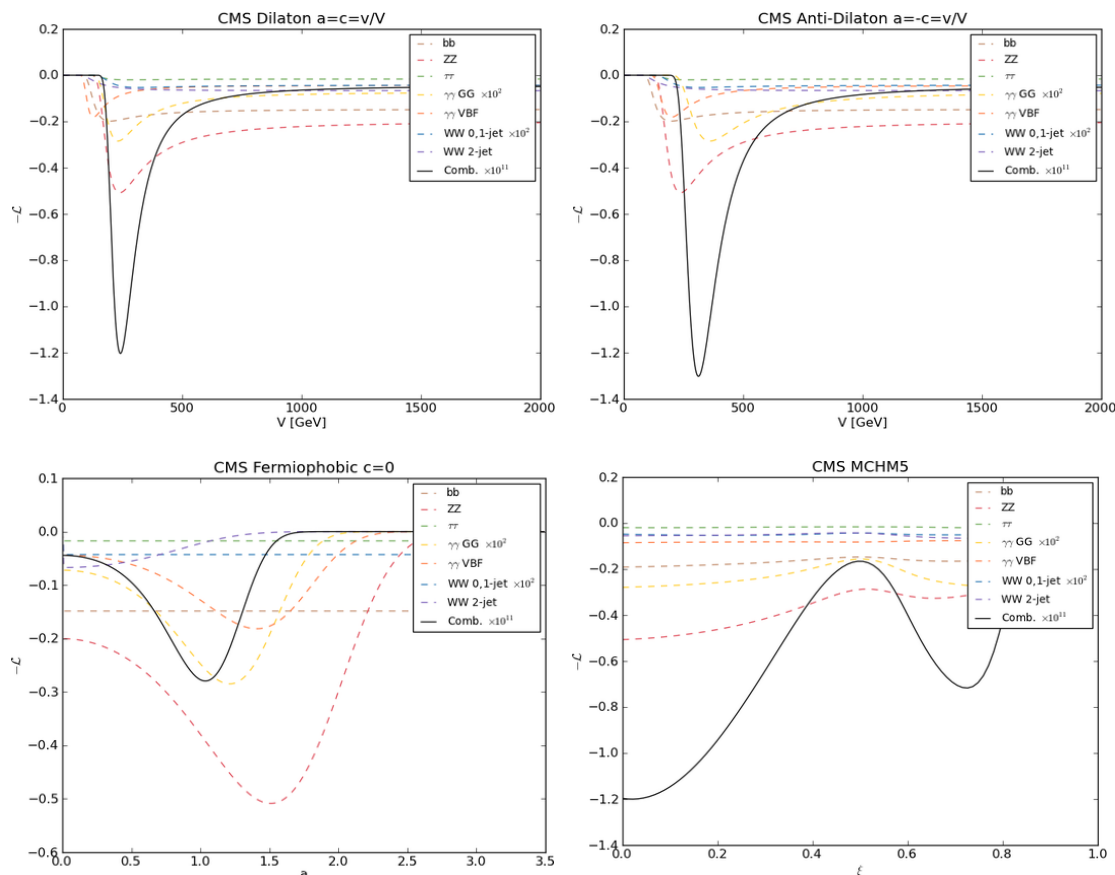 CMS Dilaton a=c=v/V
0.2
0.0
−0.2
−0.4
−0.6
−0.8
−1.0
−1.2
−1.4
−ℒ
0
500
1000
1500
2000
V [GeV]
bb
ZZ
ττ
γγ GG ×10²
γγ VBF
WW 0,1-jet ×10²
WW 2-jet
Comb. ×10¹¹
CMS Anti-Dilaton a=-c=v/V
0.2
0.0
−0.2
−0.4
−0.6
−0.8
−1.0
−1.2
−1.4
−ℒ
0
500
1000
1500
2000
V [GeV]
bb
ZZ
ττ
γγ GG ×10²
γγ VBF
WW 0,1-jet ×10²
WW 2-jet
Comb. ×10¹¹
CMS Fermiophobic c=0
0.1
0.0
−0.1
−0.2
−0.3
−0.4
−0.5
−0.6
−ℒ
0.0
0.5
1.0
1.5
2.0
2.5
3.0
3.5
a
bb
ZZ
ττ
γγ GG ×10²
γγ VBF
WW 0,1-jet ×10²
WW 2-jet
Comb. ×10¹¹
CMS MCHM5
0.2
0.0
−0.2
−0.4
−0.6
−0.8
−1.0
−1.2
−1.4
−ℒ
0.0
0.2
0.4
0.6
0.8
1.0
ξ
bb
ZZ
ττ
γγ GG ×10²
γγ VBF
WW 0,1-jet ×10²
WW 2-jet
Comb. ×10¹¹